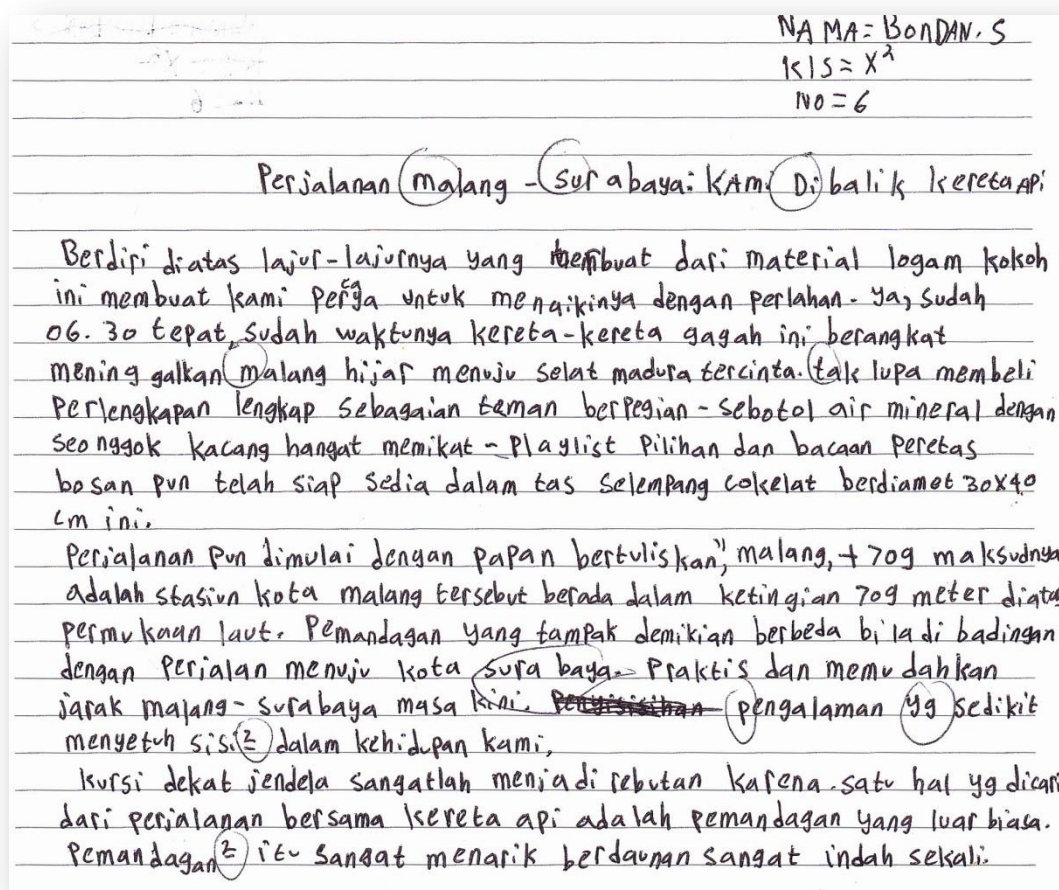 NAMA = BONDAN. S
Kls = X²
NO = 6
Perjalanan malang - surabaya: KAMi Dibalik kereta APi
Berdiri diatas lajur-lajurnya yang terbuat dari material logam kokoh
ini membuat kami percaya untuk menaikinya dengan perlahan. ya, sudah
06.30 tepat, sudah waktunya kereta-kereta gagah ini berangkat
mening galkan malang hijar menuju selat madura tercinta. tak lupa membeli
perlengkapan lengkap sebagaian teman berpegian - sebotol air mineral dengan
seonggok kacang hangat memikat - Playlist Pilihan dan bacaan peretas
bosan pun telah siap sedia dalam tas selempang cokelat berdiamet 30x40
cm ini.
Perjalanan pun dimulai dengan papan bertuliskan," malang, + 709 maksudnya
adalah stasiun kota malang tersebut berada dalam ketingian 709 meter diatas
permukaan laut. Pemandagan yang tampak demikian berbeda bila di badingan
dengan perjalan menuju kota surabaya. Praktis dan memudahkan
jarak malang - surabaya masa kini. pengalaman yg sedikit
menyetuh sisi² dalam kehidupan kami,
kursi dekat jendela sangatlah menjadi rebutan karena. satu hal yg dicari
dari perjalanan bersama kereta api adalah pemandagan yang luar biasa.
Pemandagan² itu sangat menarik berdaunan sangat indah sekali.